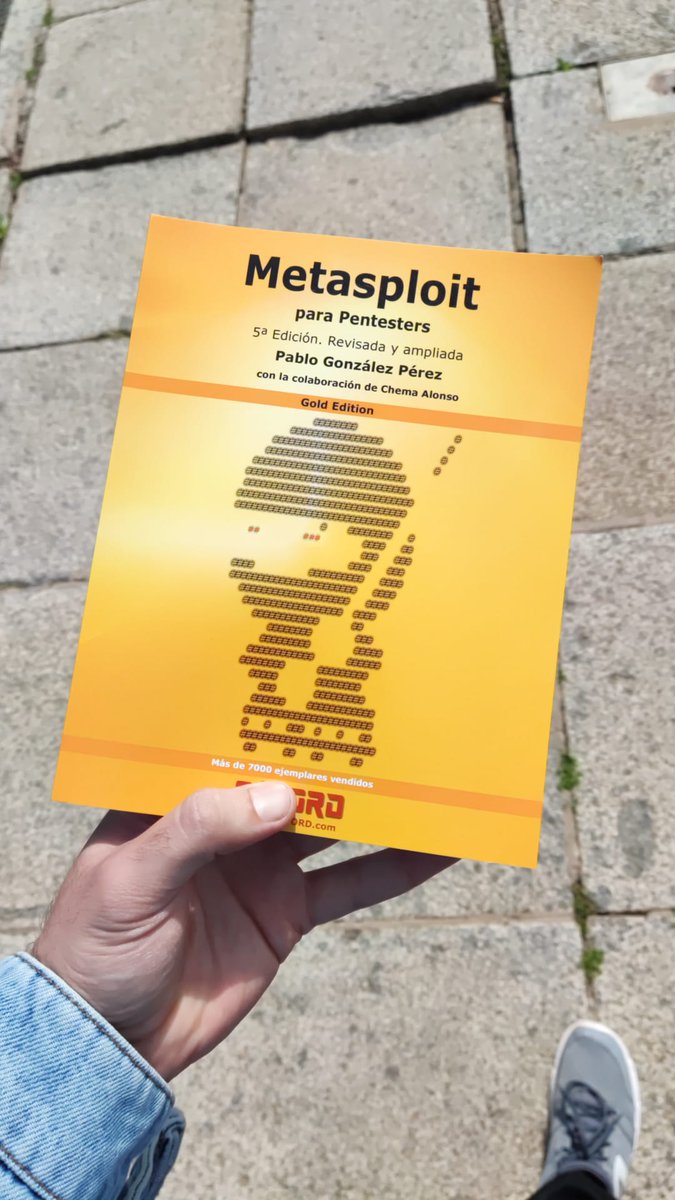 Metasploit
para Pentesters
5ª Edición. Revisada y ampliada
Pablo González Pérez
con la colaboración de Chema Alonso
Gold Edition
Más de 7000 ejemplares vendidos